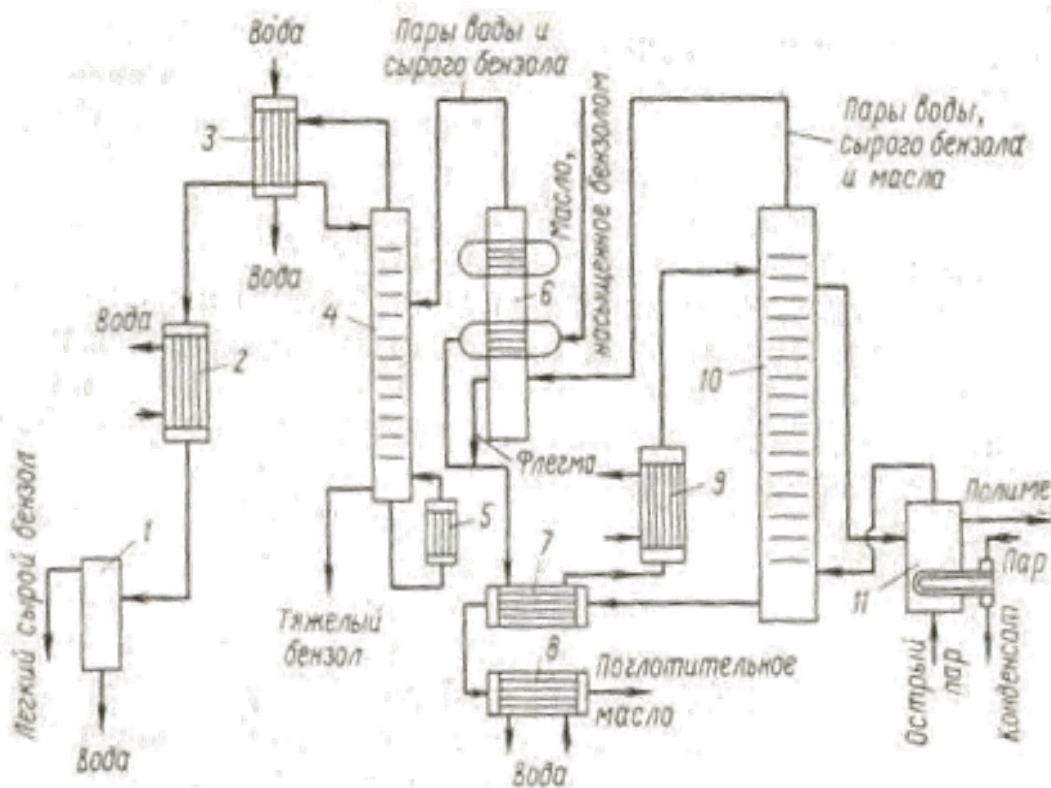 Вода
Пары воды и
сырого бензола
Масло,
насыщенное бензолом
Пары воды,
сырого бензола
и масла
3
Вода
4
6
Вода
2
10
Флегма
9
Легкий сырой бензол
1
5
7
Полиме
Пар
11
Тяжелый
бензол
8
Поглотительное
масло
Острый
пар
Конденсат
Вода
Вода